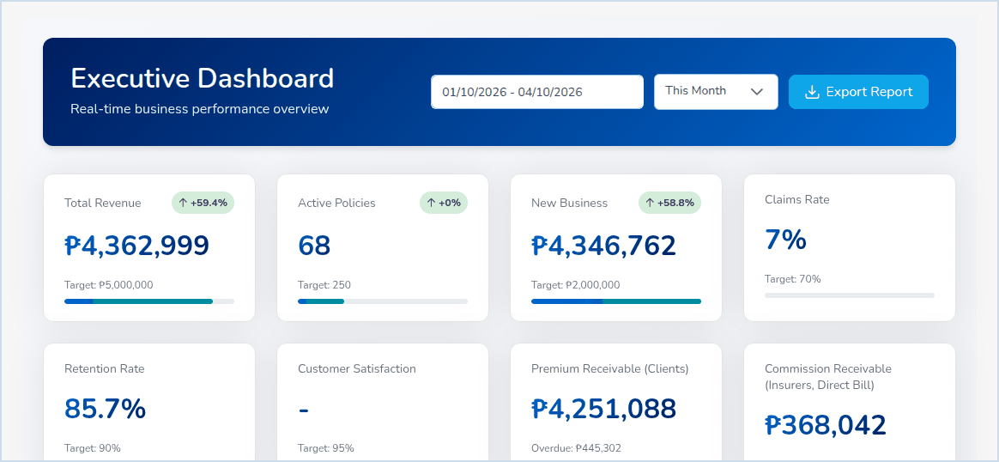 Executive Dashboard
Real-time business performance overview
01/10/2026 - 04/10/2026
This Month
Export Report
Total Revenue
↑ +59.4%
₱4,362,999
Target: ₱5,000,000
Active Policies
↑ +0%
68
Target: 250
New Business
↑ +58.8%
₱4,346,762
Target: ₱2,000,000
Claims Rate
7%
Target: 70%
Retention Rate
85.7%
Target: 90%
Customer Satisfaction
-
Target: 95%
Premium Receivable (Clients)
₱4,251,088
Overdue: ₱445,302
Commission Receivable
(Insurers, Direct Bill)
₱368,042